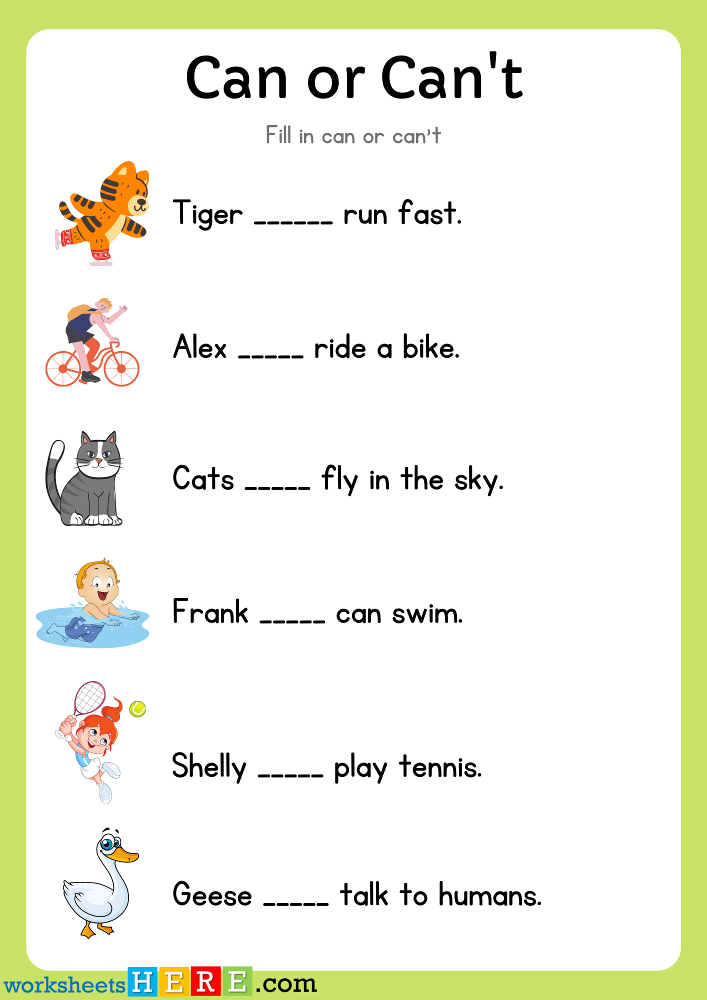 Can or Can't
Fill in can or can't
Tiger ______ run fast.
Alex _____ ride a bike.
Cats _____ fly in the sky.
Frank _____ can swim.
Shelly _____ play tennis.
Geese _____ talk to humans.
worksheetsHERE.com